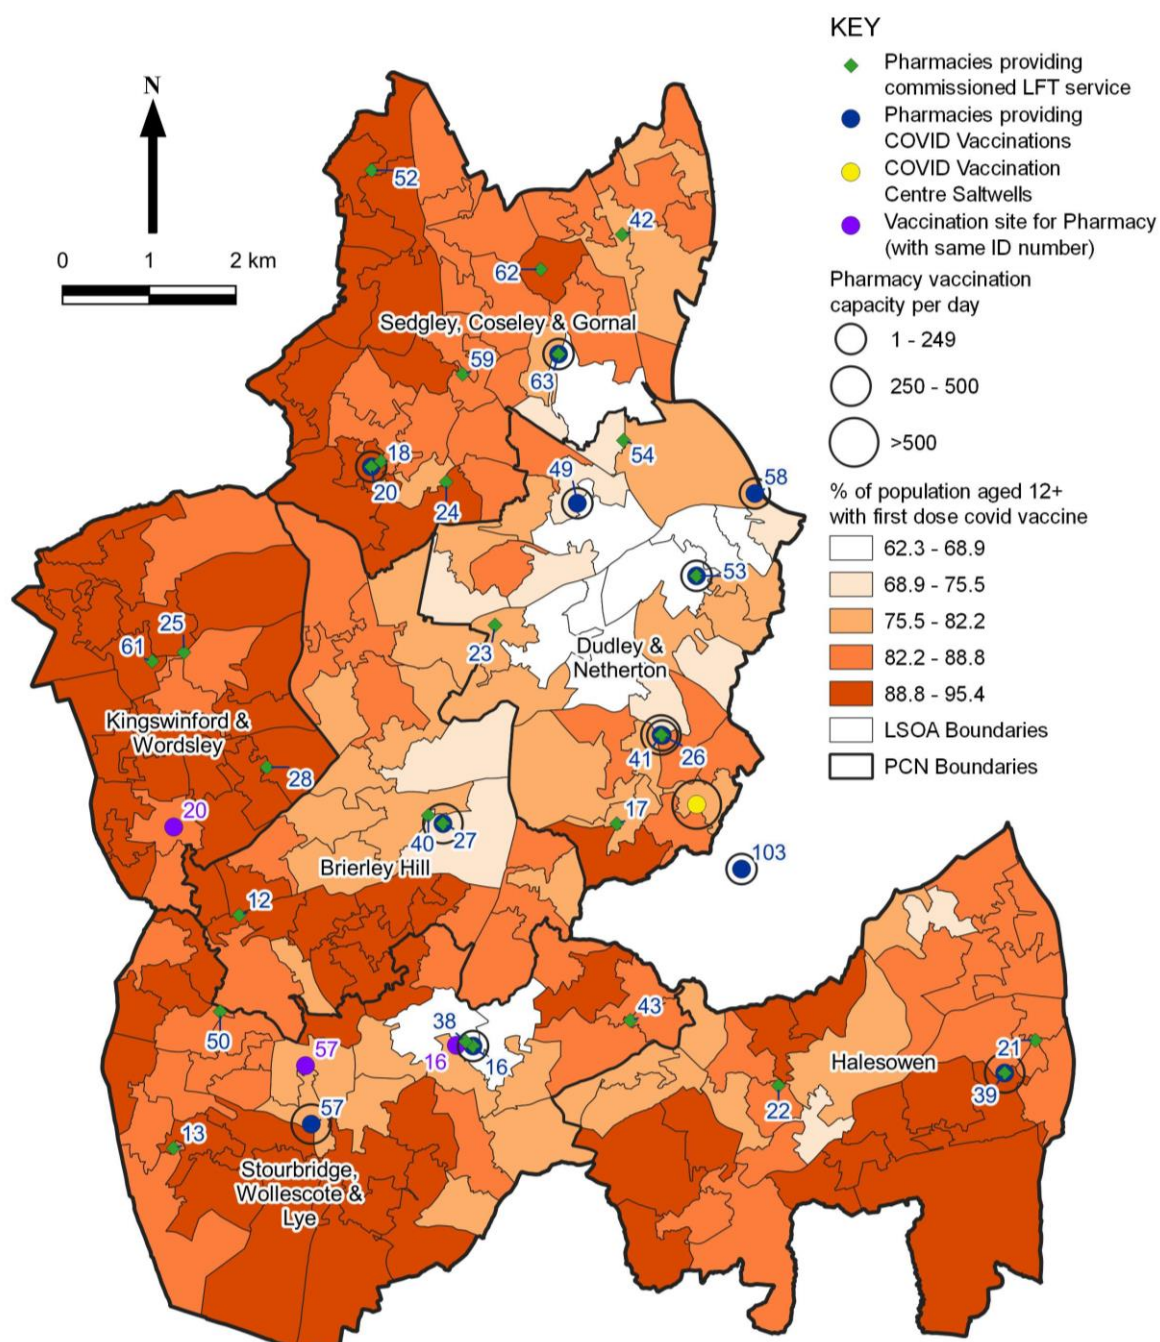 KEY
Pharmacies providing
commissioned LFT service
Pharmacies providing
COVID Vaccinations
COVID Vaccination
Centre Saltwells
Vaccination site for Pharmacy
(with same ID number)
Pharmacy vaccination
capacity per day
1 - 249
250 - 500
>500
% of population aged 12+
with first dose covid vaccine
62.3 - 68.9
68.9 - 75.5
75.5 - 82.2
82.2 - 88.8
88.8 - 95.4
LSOA Boundaries
PCN Boundaries
N
0 1 2 km
52
42
62
Sedgley, Coseley & Gornal
59
63
18
54
49
58
20
24
53
25
61
23
Dudley &
Netherton
Kingswinford &
Wordsley
41 26
28
20
17
40 27
103
Brierley Hill
12
43
38
50
57
16
16
21
Halesowen
39
22
57
13
Stourbridge,
Wollescote &
Lye